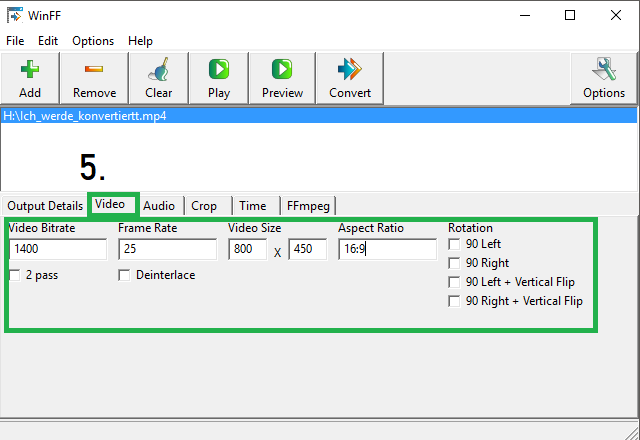 WinFF
File Edit Options Help
Add Remove Clear Play Preview Convert Options
H:\Ich_werde_konvertiertt.mp4
5.
Output Details Video Audio Crop Time FFmpeg
Video Bitrate Frame Rate Video Size Aspect Ratio Rotation
1400 25 800 X 450 16:9 90 Left
90 Right
2 pass Deinterlace 90 Left + Vertical Flip
90 Right + Vertical Flip